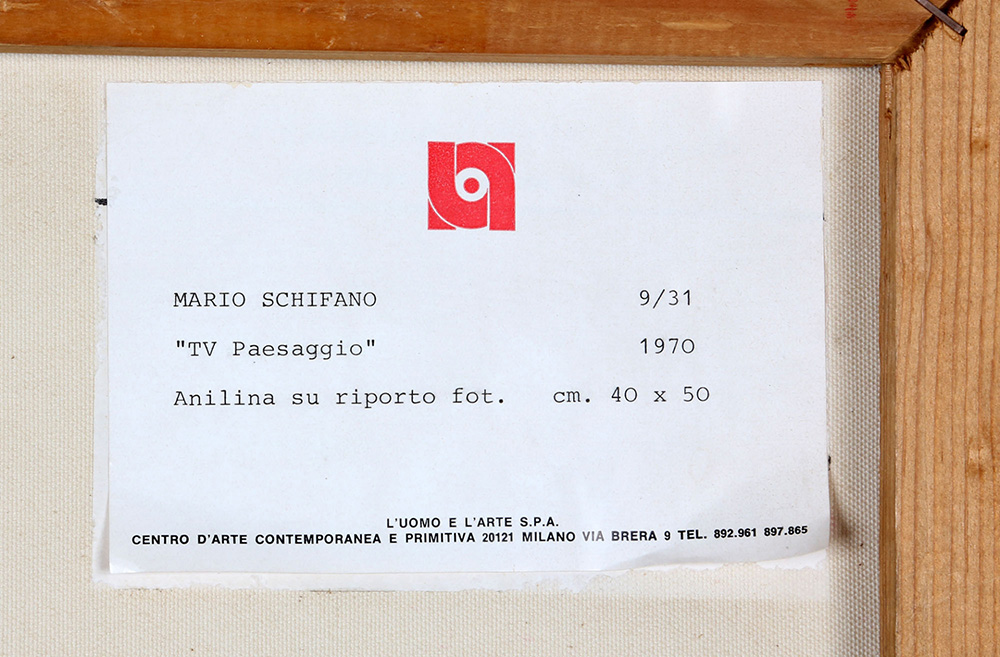 MARIO SCHIFANO 9/31
"TV Paesaggio" 1970
Anilina su riporto fot. cm. 40 x 50
L'UOMO E L'ARTE S.P.A.
CENTRO D'ARTE CONTEMPORANEA E PRIMITIVA 20121 MILANO VIA BRERA 9 TEL. 892.961 897.865